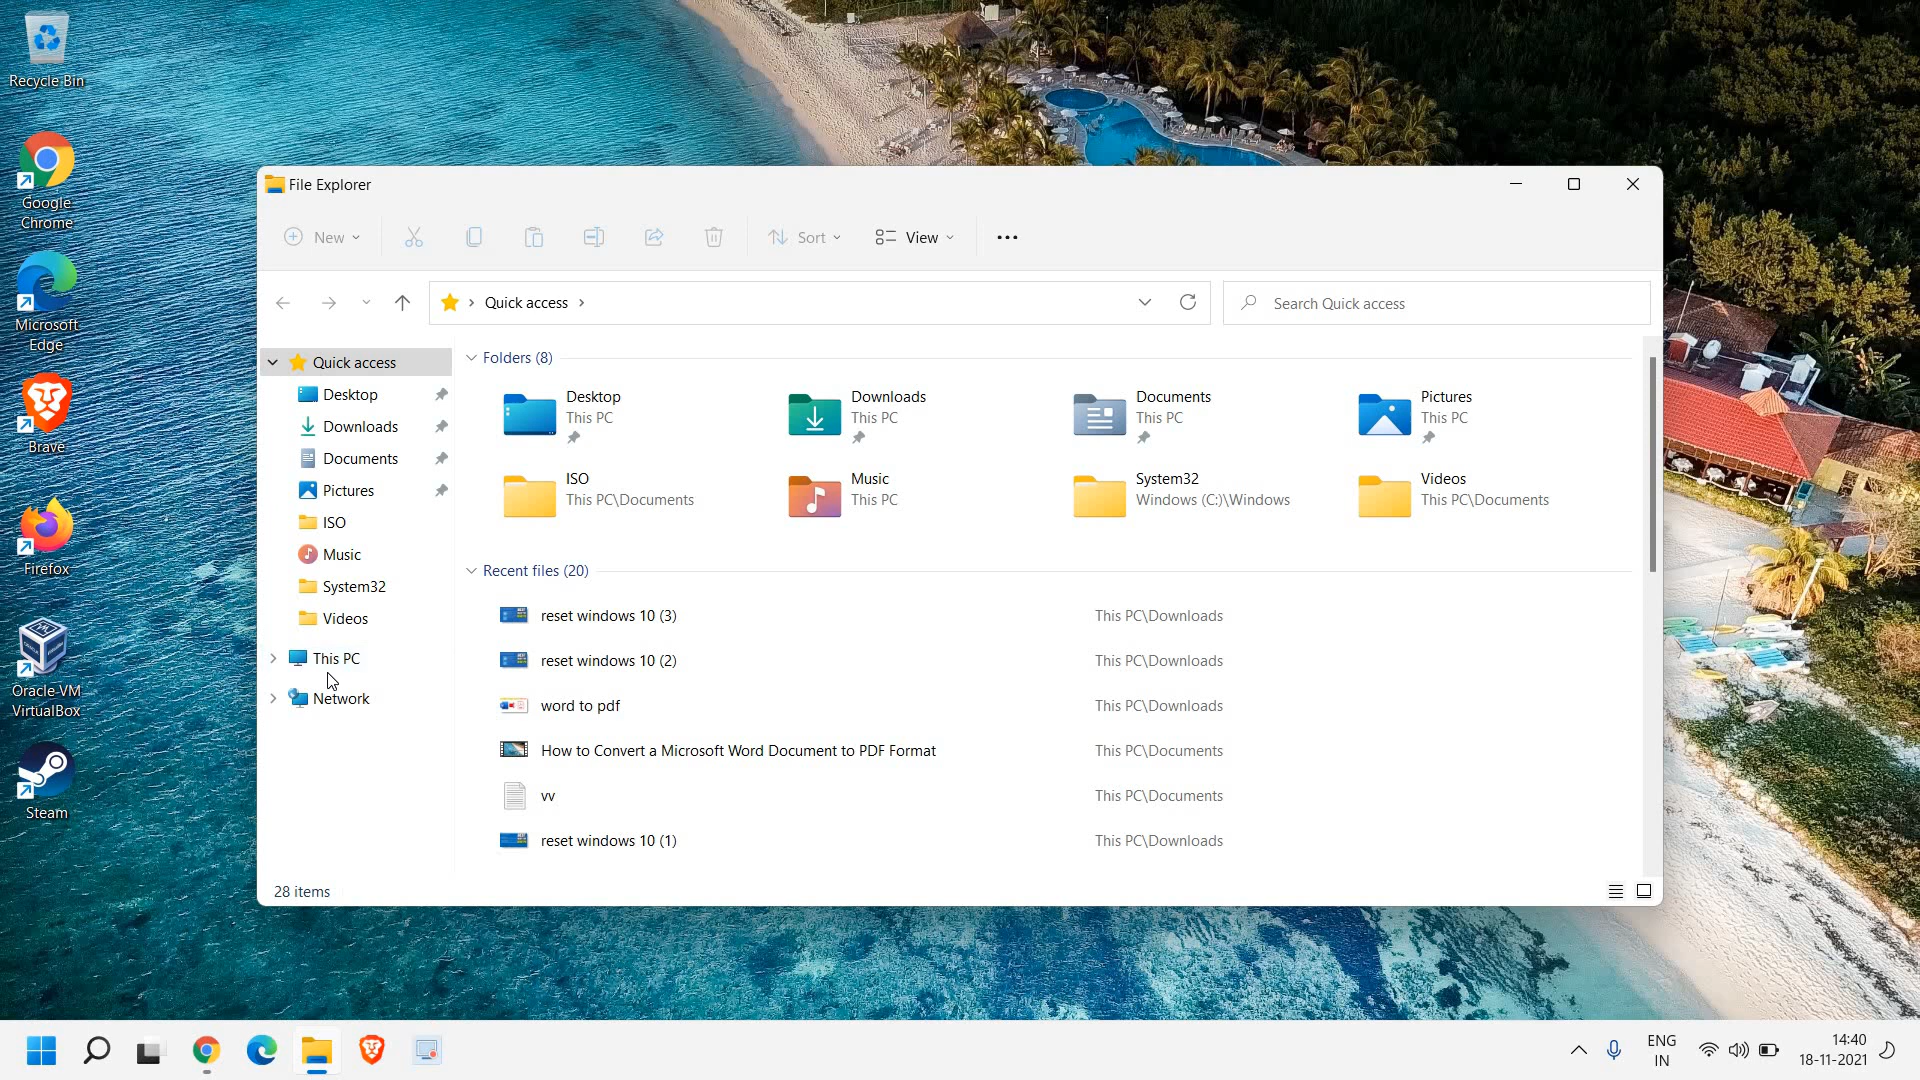 Recycle Bin
Google
Chrome
Microsoft
Edge
Brave
Firefox
Oracle VM
VirtualBox
Steam
File Explorer
New
Sort
View
Quick access
Search Quick access
Quick access
Desktop
Downloads
Documents
Pictures
ISO
Music
System32
Videos
This PC
Network
Folders (8)
Desktop
This PC
Downloads
This PC
Documents
This PC
Pictures
This PC
ISO
This PC\Documents
Music
This PC
System32
Windows (C:)\Windows
Videos
This PC\Documents
Recent files (20)
reset windows 10 (3) This PC\Downloads
reset windows 10 (2) This PC\Downloads
word to pdf This PC\Downloads
How to Convert a Microsoft Word Document to PDF Format This PC\Documents
vv This PC\Documents
reset windows 10 (1) This PC\Downloads
28 items
ENG
IN
14:40
18-11-2021